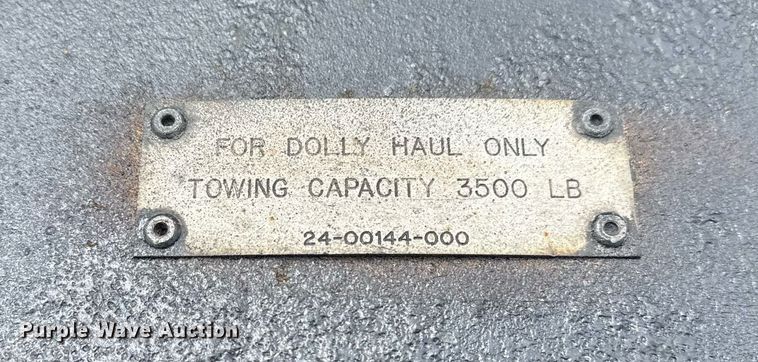 FOR DOLLY HAUL ONLY
TOWING CAPACITY 3500 LB
24-00144-000
Purple Wave Auction